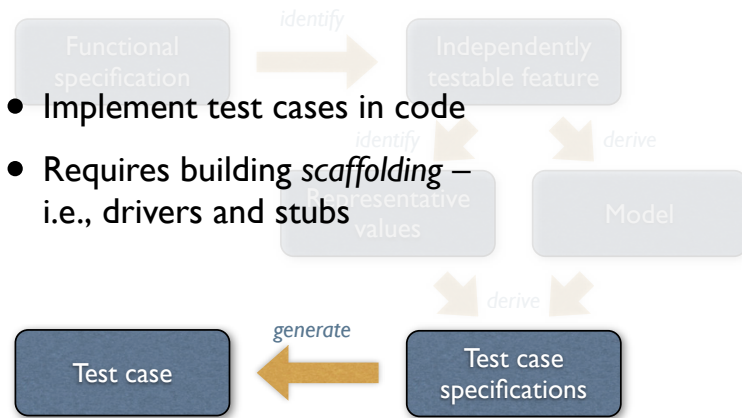 identify
Functional
specification
Independently
testable feature
• Implement test cases in code
identify
derive
• Requires building scaffolding –
i.e., drivers and stubs
Representative
values
Model
derive
generate
Test case
Test case
specifications